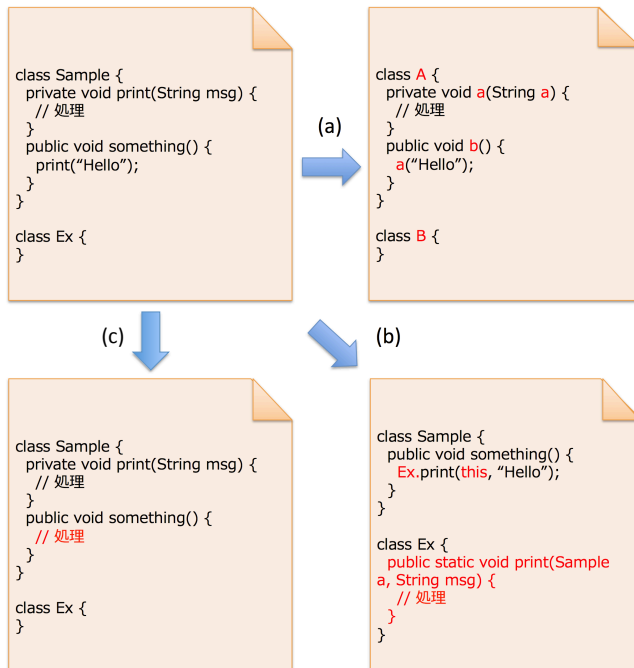 class Sample {
private void print(String msg) {
// 処理
}
public void something() {
print(“Hello”);
}
}
class Ex {
}
(a)
class A {
private void a(String a) {
// 処理
}
public void b() {
a(“Hello”);
}
}
class B {
}
(c)
(b)
class Sample {
private void print(String msg) {
// 処理
}
public void something() {
// 処理
}
}
class Ex {
}
class Sample {
public void something() {
Ex.print(this, “Hello”);
}
}
class Ex {
public static void print(Sample
a, String msg) {
// 処理
}
}